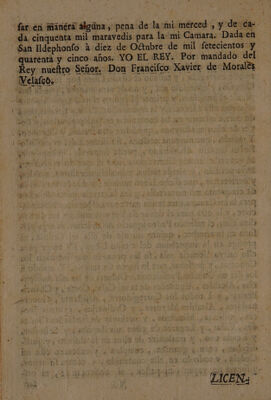 ſar en manera alguna, pena de la mi merced, y de ca-
da cinquenta mil maravedis para la mi Camara. Dada en
San Ildephonſo à diez de Octubre de mil ſetecientos y
quarenta y cinco años. YO EL REY. Por mandado del
Rey nueſtro Señor. Don Franciſco Xavier de Morales
Velaſco.
LICEN-